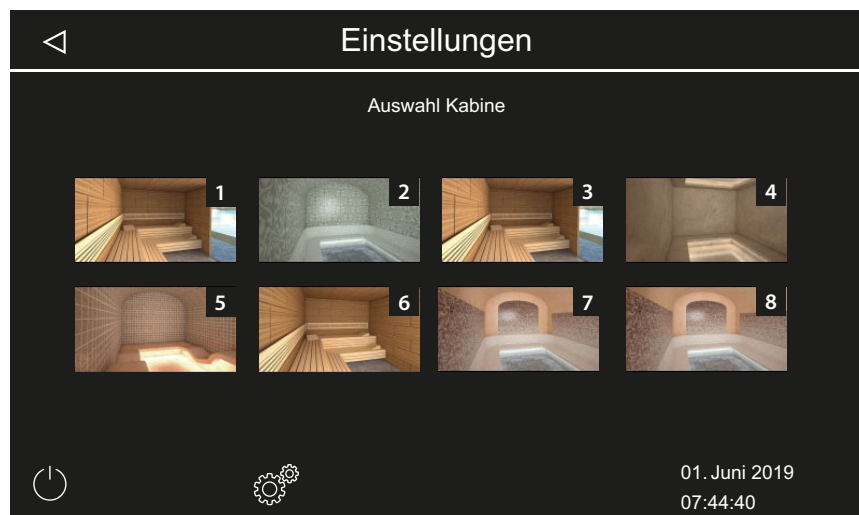 Einstellungen
Auswahl Kabine
1 2 3 4
5 6 7 8
01. Juni 2019
07:44:40